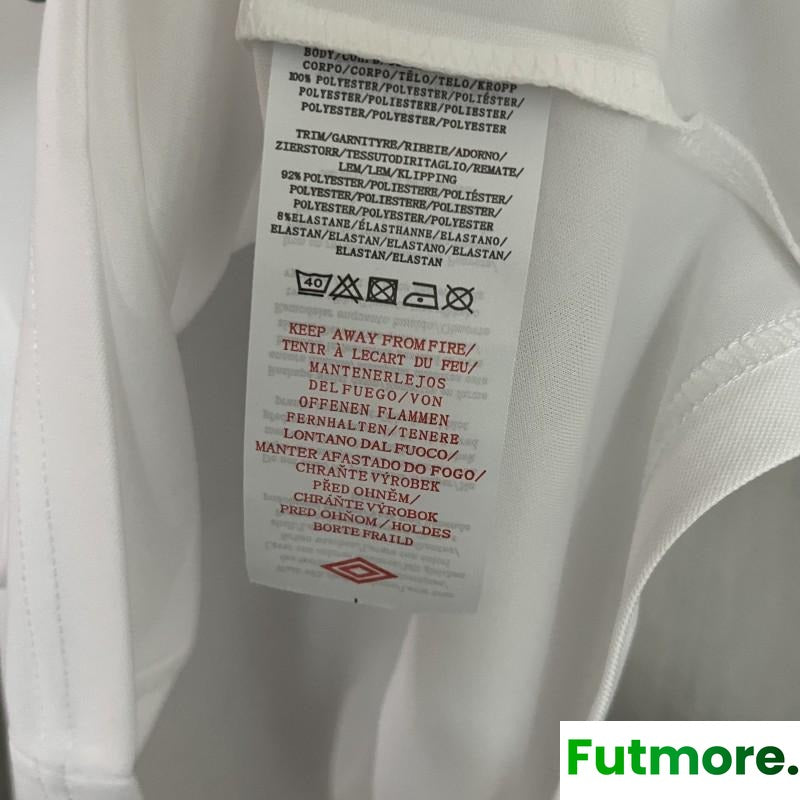 CORPO/CORPO/TĚLO/TELO/KROPP
100% POLYESTER/POLYESTER/POLIÉSTER/
POLYESTER/POLIESTERE/POLIESTER/
POLYESTER/POLYESTER/POLYESTER
TRIM/GARNITYRE/RIBEIE/ADORNO/
ZIERSTORR/TESSUTODIRITAGLIO/REMATE/
LEM/LEM/KLIPPING
92% POLYESTER/POLYESTER/POLIÉSTER/
POLYESTER/POLIESTERE/POLIESTER/
POLYESTER/POLYESTER/POLYESTER
8%ELASTANE/ÉLASTHANNE/ELASTANO/
ELASTAN/ELASTAN/ELASTANO/ELASTAN/
ELASTAN/ELASTAN
40
KEEP AWAY FROM FIRE/
TENIR À LECART DU FEU/
MANTENERLEJOS
DEL FUEGO/VON
OFFENEN FLAMMEN
FERNHALTEN/TENERE
LONTANO DAL FUOCO/
MANTER AFASTADO DO FOGO/
CHRAŇTE VÝROBEK
PŘED OHNĚM/
CHRÁŇTE VÝROBOK
PRED OHŇOM/HOLDES
BORTE FRAILD
Futmore.